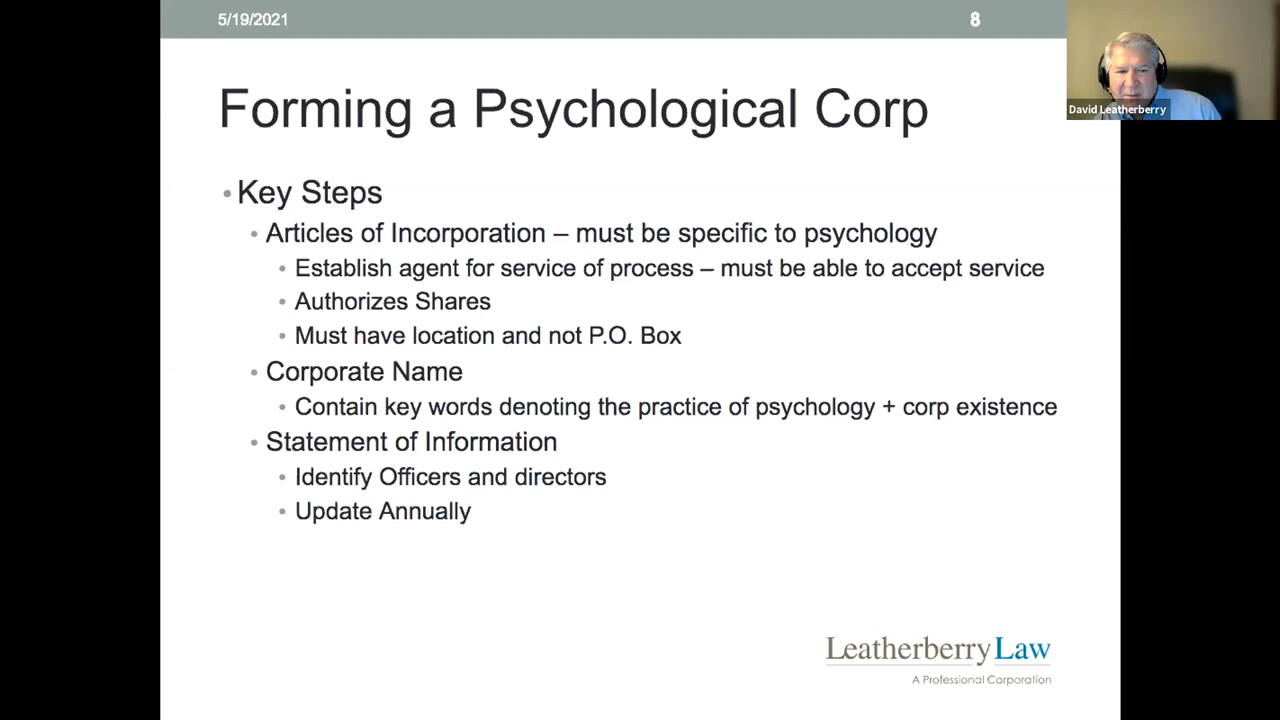 5/19/2021
8
David Leatherberry
Forming a Psychological Corp
• Key Steps
• Articles of Incorporation – must be specific to psychology
• Establish agent for service of process – must be able to accept service
• Authorizes Shares
• Must have location and not P.O. Box
• Corporate Name
• Contain key words denoting the practice of psychology + corp existence
• Statement of Information
• Identify Officers and directors
• Update Annually
Leatherberry Law
A Professional Corporation